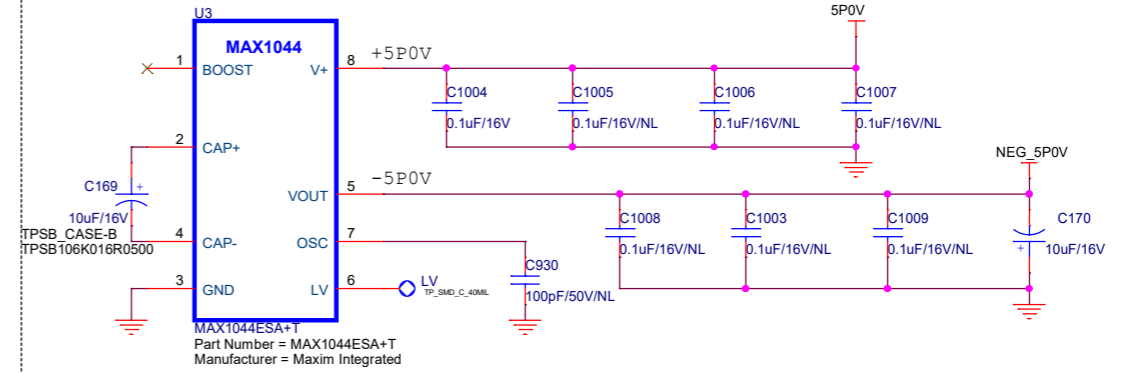 U3
5P0V
MAX1044
1
BOOST
V+
8
+5P0V
C1004
0.1uF/16V
C1005
0.1uF/16V/NL
C1006
0.1uF/16V/NL
C1007
0.1uF/16V/NL
2
CAP+
NEG_5P0V
C169
+
10uF/16V
TPSB_CASE-B
TPSB106K016R0500
VOUT
5
-5P0V
C1008
0.1uF/16V/NL
C1003
0.1uF/16V/NL
C1009
0.1uF/16V/NL
C170
+
10uF/16V
4
CAP-
OSC
7
C930
100pF/50V/NL
3
GND
LV
6
LV
TP_SMD_C_40MIL
MAX1044ESA+T
Part Number = MAX1044ESA+T
Manufacturer = Maxim Integrated